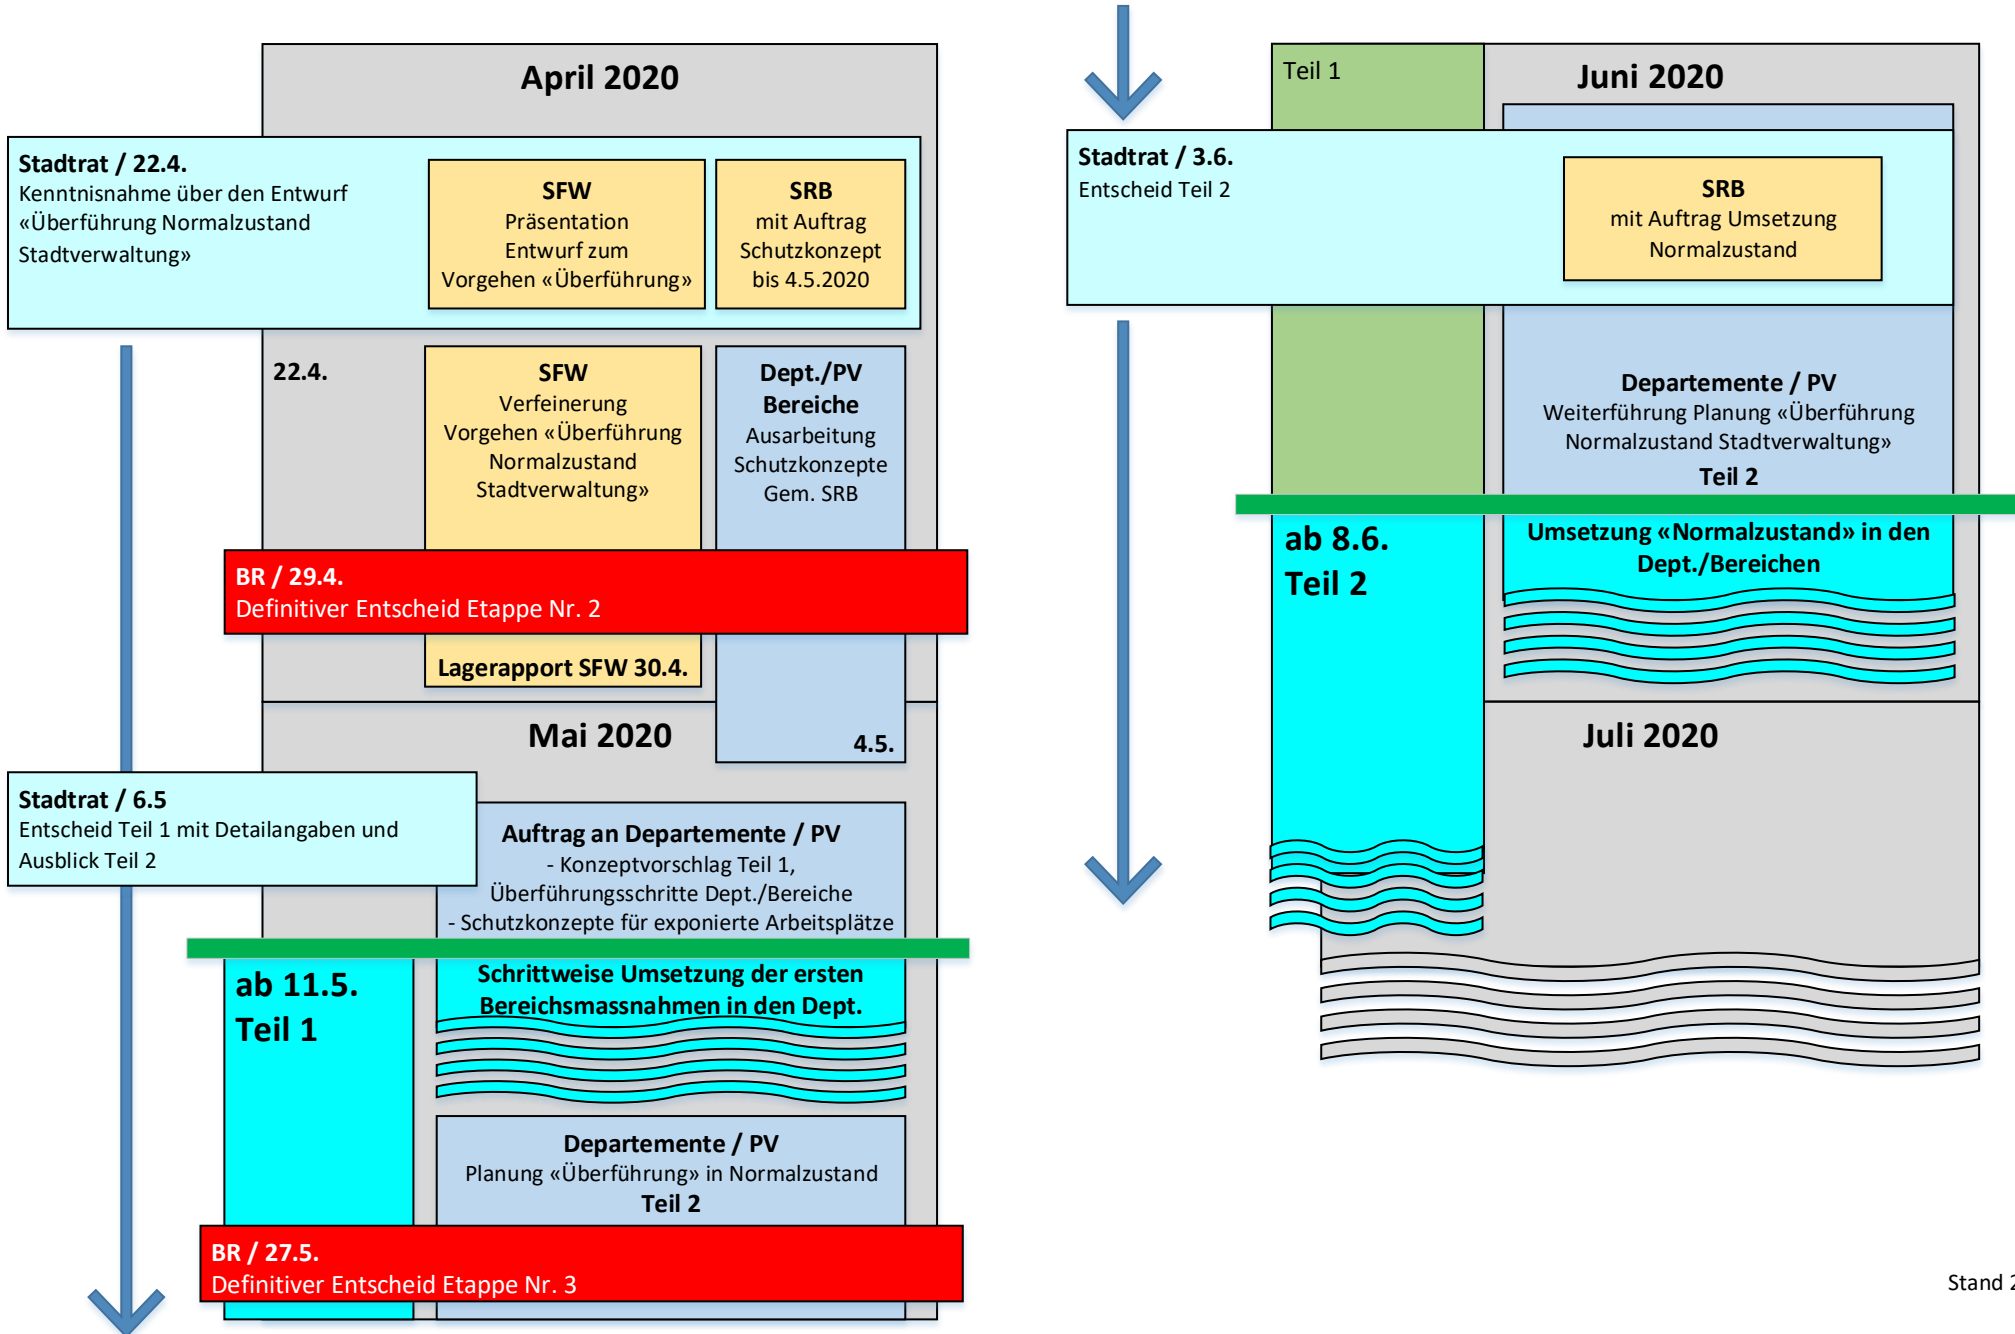 April 2020
Stadtrat / 22.4.
Kenntnisnahme über den Entwurf
«Überführung Normalzustand
Stadtverwaltung»
SFW
Präsentation
Entwurf zum
Vorgehen «Überführung»
SRB
mit Auftrag
Schutzkonzept
bis 4.5.2020
22.4.
SFW
Verfeinerung
Vorgehen «Überführung
Normalzustand
Stadtverwaltung»
Dept./PV
Bereiche
Ausarbeitung
Schutzkonzepte
Gem. SRB
BR / 29.4.
Definitiver Entscheid Etappe Nr. 2
Lagerapport SFW 30.4.
Mai 2020
4.5.
Stadtrat / 6.5
Entscheid Teil 1 mit Detailangaben und
Ausblick Teil 2
Auftrag an Departemente / PV
- Konzeptvorschlag Teil 1,
Überführungsschritte Dept./Bereiche
- Schutzkonzepte für exponierte Arbeitsplätze
ab 11.5.
Teil 1
Schrittweise Umsetzung der ersten
Bereichsmassnahmen in den Dept.
Departemente / PV
Planung «Überführung» in Normalzustand
Teil 2
BR / 27.5.
Definitiver Entscheid Etappe Nr. 3
Teil 1
Juni 2020
Stadtrat / 3.6.
Entscheid Teil 2
SRB
mit Auftrag Umsetzung
Normalzustand
Departemente / PV
Weiterführung Planung «Überführung
Normalzustand Stadtverwaltung»
Teil 2
ab 8.6.
Teil 2
Umsetzung «Normalzustand» in den
Dept./Bereichen
Juli 2020
Stand 2